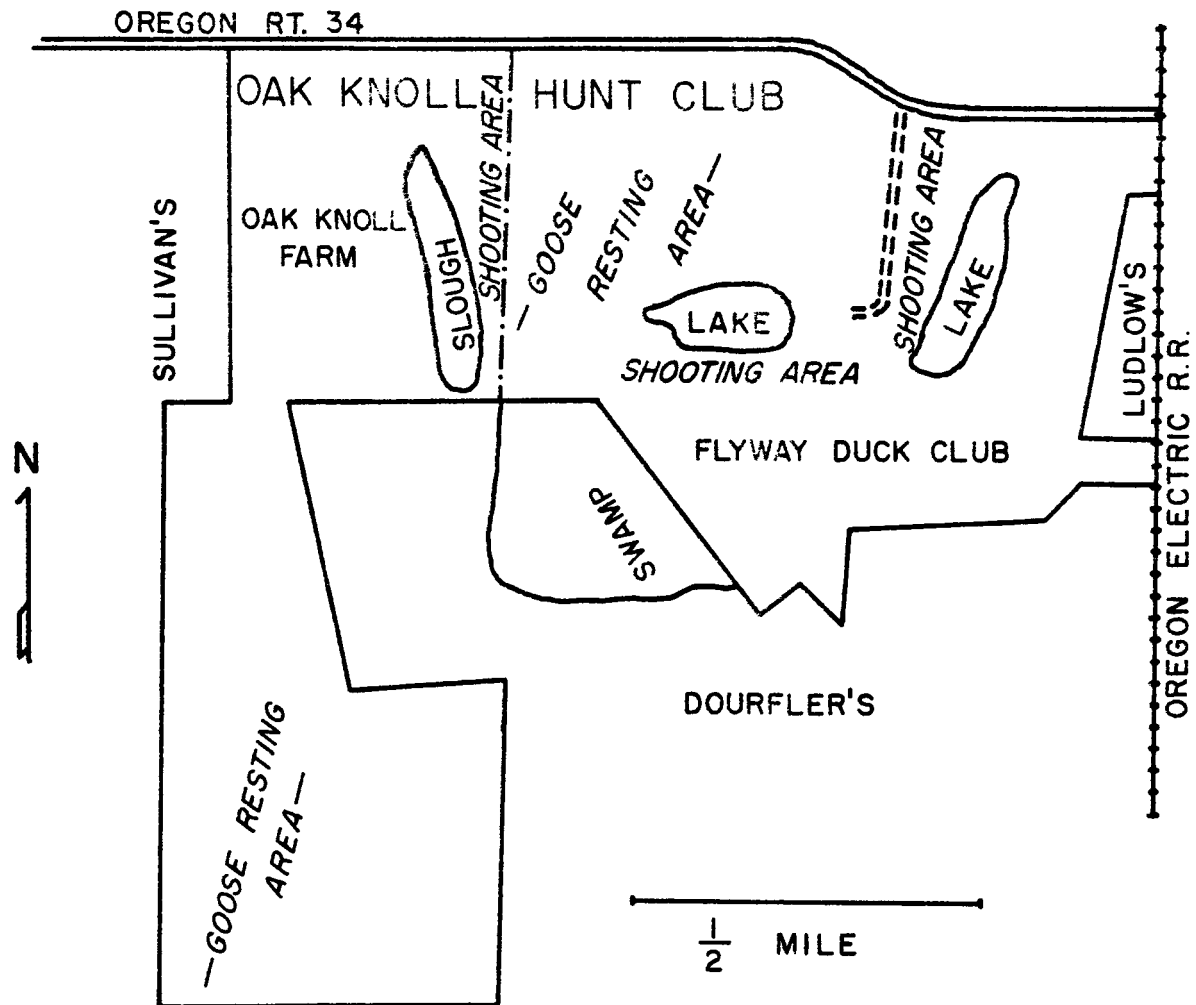 OREGON RT. 34
OAK KNOLL HUNT CLUB
SHOOTING AREA
—GOOSE
RESTING
AREA—
SHOOTING AREA
OAK KNOLL
FARM
SLOUGH
SULLIVAN'S
LAKE
SHOOTING AREA
LAKE
LUDLOW'S
FLYWAY DUCK CLUB
OREGON ELECTRIC R.R.
N
SWAMP
DOURFLER'S
—GOOSE RESTING
AREA—
1/2 MILE